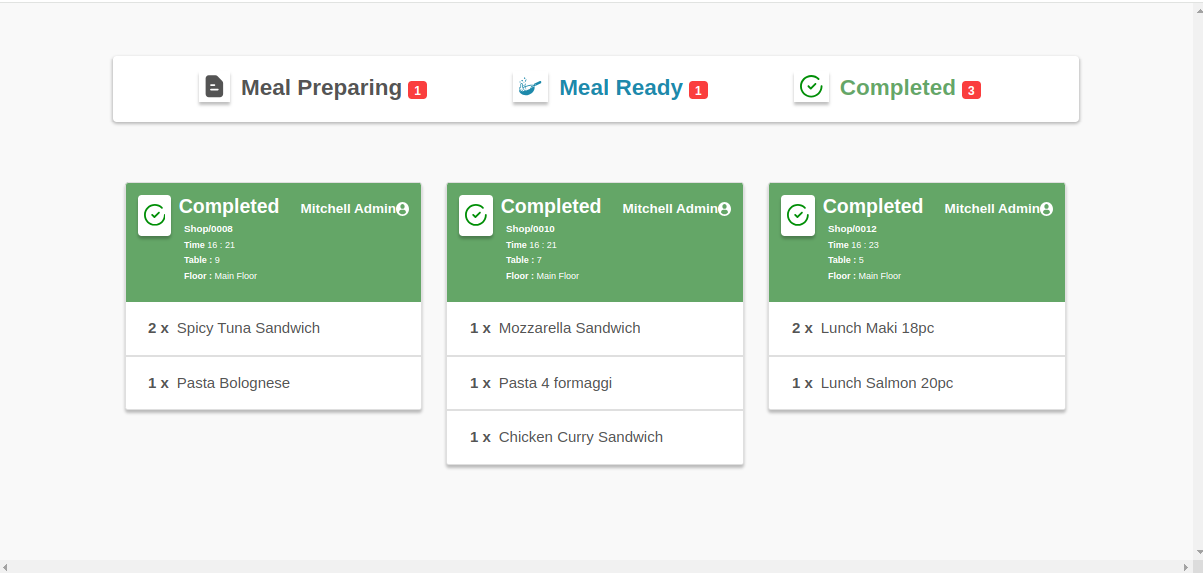 Meal Preparing 1
Meal Ready 1
Completed 3
Completed Mitchell Admin
Shop/0008
Time 16 : 21
Table : 9
Floor : Main Floor
2 x Spicy Tuna Sandwich
1 x Pasta Bolognese
Completed Mitchell Admin
Shop/0010
Time 16 : 21
Table : 7
Floor : Main Floor
1 x Mozzarella Sandwich
1 x Pasta 4 formaggi
1 x Chicken Curry Sandwich
Completed Mitchell Admin
Shop/0012
Time 16 : 23
Table : 5
Floor : Main Floor
2 x Lunch Maki 18pc
1 x Lunch Salmon 20pc